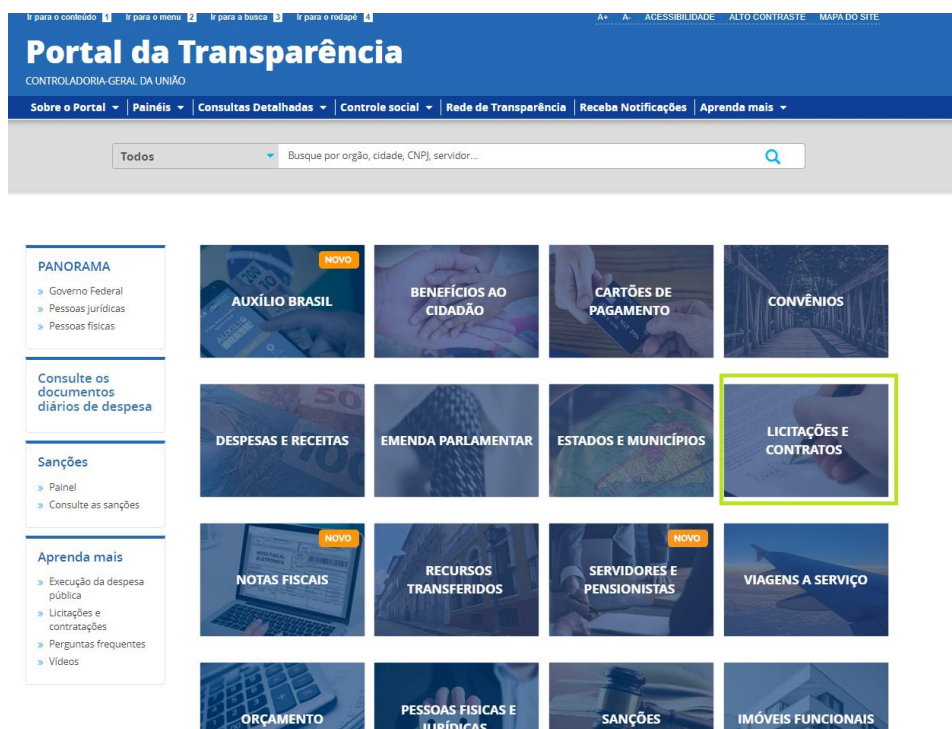 Ir para o conteúdo 1 Ir para o menu 2 Ir para a busca 3 Ir para o rodapé 4 A+ A- ACESSIBILIDADE ALTO CONTRASTE MAPA DO SITE
Portal da Transparência
CONTROLADORIA-GERAL DA UNIÃO
Sobre o Portal Painéis Consultas Detalhadas Controle social Rede de Transparência Receba Notificações Aprenda mais
Todos Busque por orgão, cidade, CNPJ, servidor...
PANORAMA
» Governo Federal
» Pessoas jurídicas
» Pessoas físicas
Consulte os
documentos
diários de despesa
Sanções
» Painel
» Consulte as sanções
Aprenda mais
» Execução da despesa
pública
» Licitações e
contratações
» Perguntas frequentes
» Vídeos
NOVO
AUXÍLIO BRASIL
BENEFÍCIOS AO
CIDADÃO
CARTÕES DE
PAGAMENTO
CONVÊNIOS
DESPESAS E RECEITAS
EMENDA PARLAMENTAR
ESTADOS E MUNICÍPIOS
LICITAÇÕES E
CONTRATOS
NOVO
NOTAS FISCAIS
RECURSOS
TRANSFERIDOS
NOVO
SERVIDORES E
PENSIONISTAS
VIAGENS A SERVIÇO
ORÇAMENTO
PESSOAS FISICAS E
JURÍDICAS
SANÇÕES
IMÓVEIS FUNCIONAIS